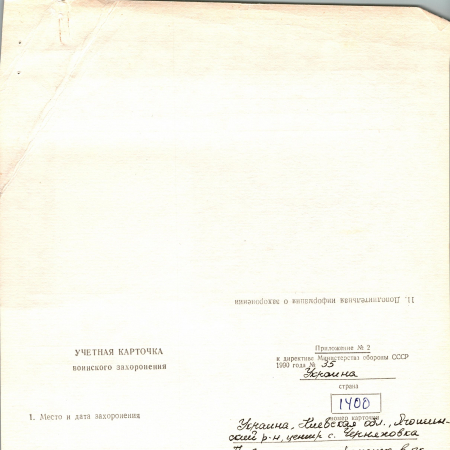 11. Дополнительная информация о захоронении
УЧЕТНАЯ КАРТОЧКА
воинского захоронения
Приложение № 2
к директиве Министерства обороны СССР
1990 года № 35
Украина
страна
1400
номер карточки
1. Место и дата захоронения
Украина, Киевская обл., Яготин-
ский р-н, центр с. Черняховка